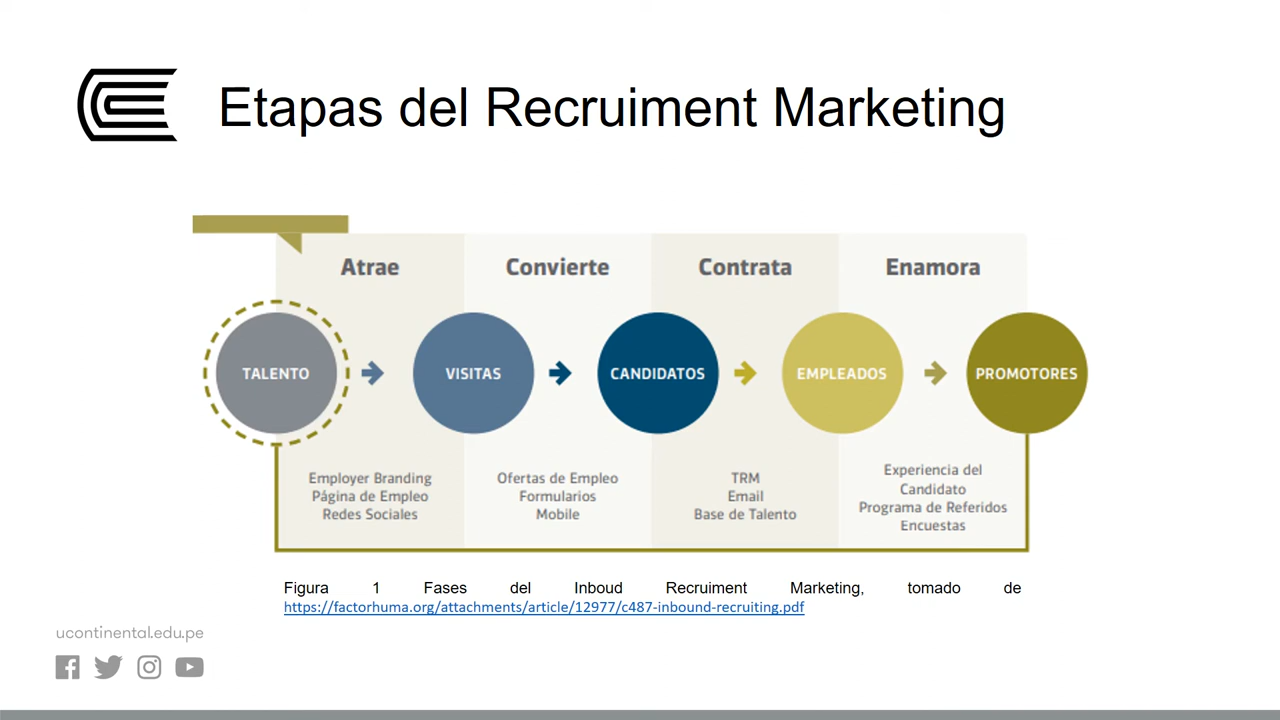 Etapas del Recruiment Marketing
Atrae
Convierte
Contrata
Enamora
TALENTO
VISITAS
CANDIDATOS
EMPLEADOS
PROMOTORES
Employer Branding
Página de Empleo
Redes Sociales
Ofertas de Empleo
Formularios
Mobile
TRM
Email
Base de Talento
Experiencia del
Candidato
Programa de Referidos
Encuestas
Figura 1 Fases del Inboud Recruiment Marketing, tomado de
https://factorhuma.org/attachments/article/12977/c487-inbound-recruiting.pdf
ucontinental.edu.pe